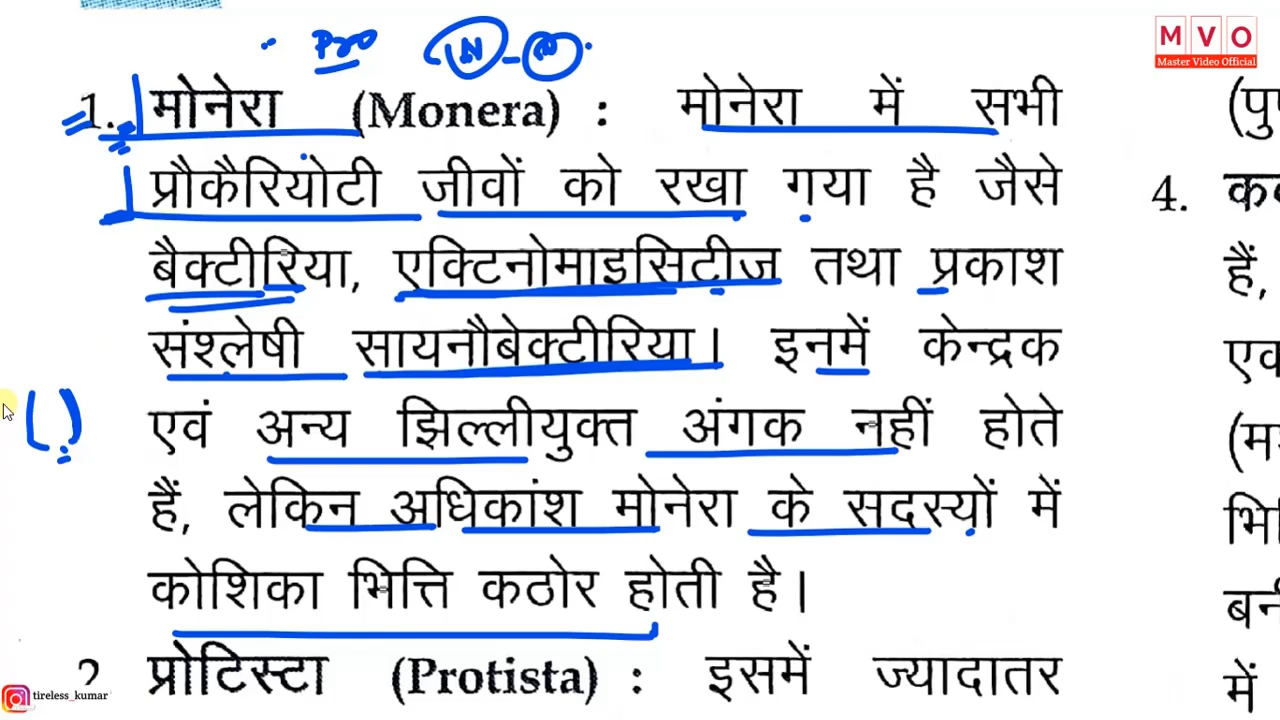 Pro N - N
MVO
Master Video Official
1. मोनेरा (Monera) : मोनेरा में सभी
प्रौकैरियोटी जीवों को रखा गया है जैसे
बैक्टीरिया, एक्टिनोमाइसिटीज तथा प्रकाश
संश्लेषी सायनौबेक्टीरिया। इनमें केन्द्रक
एवं अन्य झिल्लीयुक्त अंगक नहीं होते
हैं, लेकिन अधिकांश मोनेरा के सदस्यों में
कोशिका भित्ति कठोर होती है।
2 प्रोटिस्टा (Protista) : इसमें ज्यादातर
4.
हैं,
में
tireless_kumar